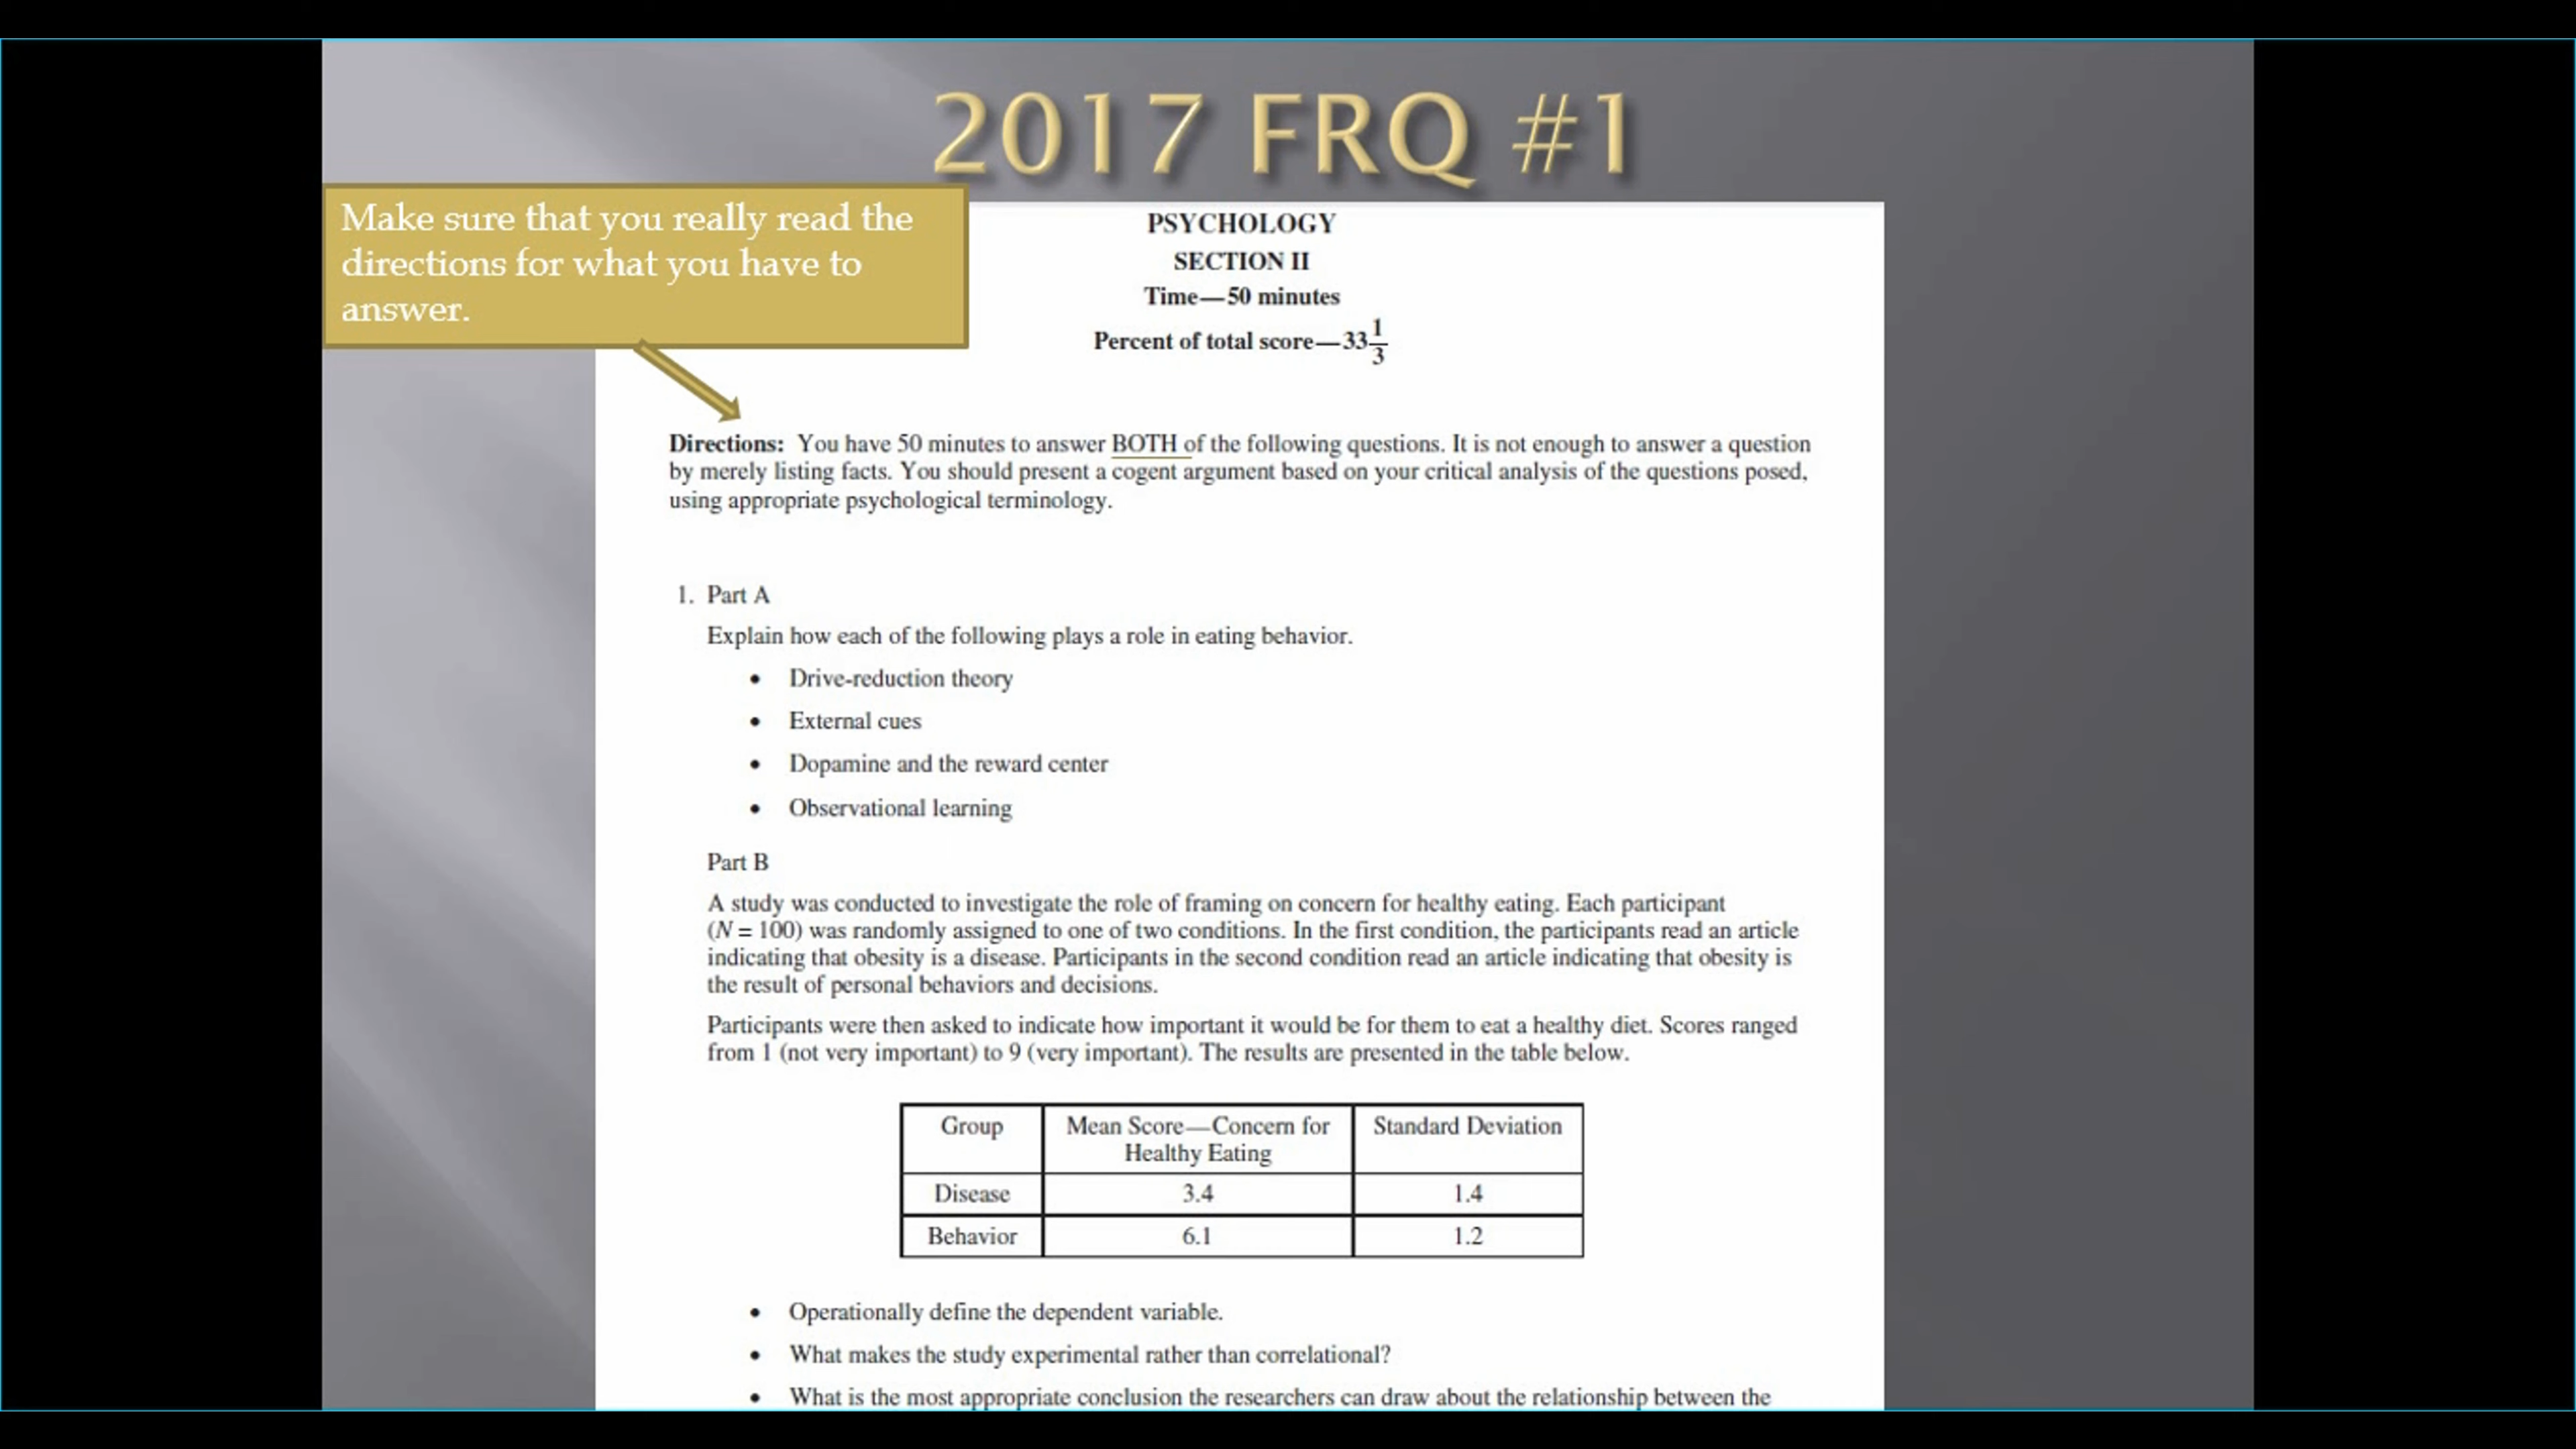 2017 FRQ #1
Make sure that you really read the
directions for what you have to
answer.
PSYCHOLOGY
SECTION II
Time—50 minutes
Percent of total score—33 1/3
Directions: You have 50 minutes to answer BOTH of the following questions. It is not enough to answer a question
by merely listing facts. You should present a cogent argument based on your critical analysis of the questions posed,
using appropriate psychological terminology.
1. Part A
Explain how each of the following plays a role in eating behavior.
• Drive-reduction theory
• External cues
• Dopamine and the reward center
• Observational learning
Part B
A study was conducted to investigate the role of framing on concern for healthy eating. Each participant
(N = 100) was randomly assigned to one of two conditions. In the first condition, the participants read an article
indicating that obesity is a disease. Participants in the second condition read an article indicating that obesity is
the result of personal behaviors and decisions.
Participants were then asked to indicate how important it would be for them to eat a healthy diet. Scores ranged
from 1 (not very important) to 9 (very important). The results are presented in the table below.
Group Mean Score—Concern for Standard Deviation
Healthy Eating
Disease 3.4 1.4
Behavior 6.1 1.2
• Operationally define the dependent variable.
• What makes the study experimental rather than correlational?
• What is the most appropriate conclusion the researchers can draw about the relationship between the